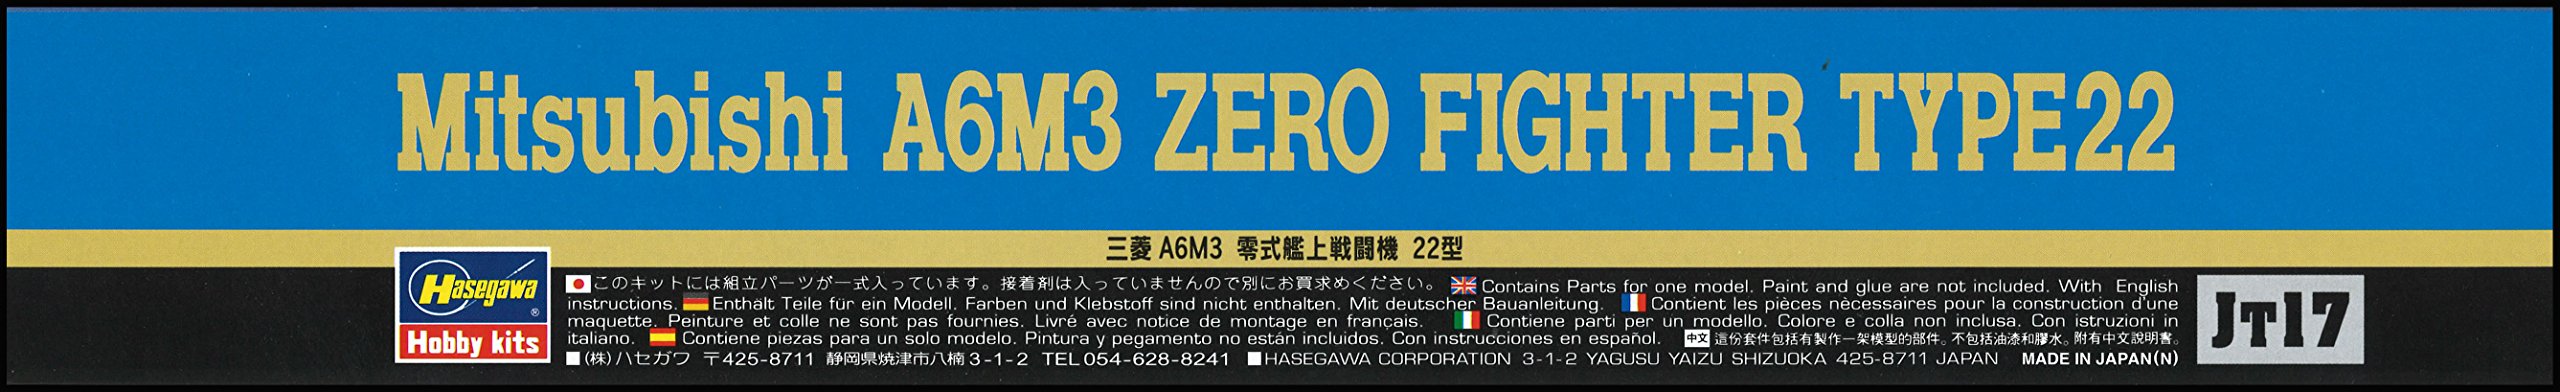 Mitsubishi A6M3 ZERO FIGHTER TYPE22
三菱 A6M3 零式艦上戦闘機 22型
Hasegawa ®
Hobby kits
このキットには組立パーツが一式入っています。接着剤は入っていませんので別にお買求めください。 Contains Parts for one model. Paint and glue are not included. With English
instructions. Enthält Teile für ein Modell. Farben und Klebstoff sind nicht enthalten. Mit deutscher Bauanleitung. Contient les pièces nècessaires pour la construction d'une
maquette. Peinture et colle ne sont pas fournies. Livré avec notice de montage en français. Contiene parti per un modello. Colore e colla non inclusa. Con istruzioni in
italiano. Contiene piezas para un solo modelo. Pintura y pegamento no están incluidos. Con instrucciones en español. 中文 這份套件包括有製作一架模型的部件。不包括油漆和膠水。附有中文說明書。
■(株)ハセガワ 〒425-8711 静岡県焼津市八楠3-1-2 TEL 054-628-8241 ■HASEGAWA CORPORATION 3-1-2 YAGUSU YAIZU SHIZUOKA 425-8711 JAPAN MADE IN JAPAN(N)
JT17